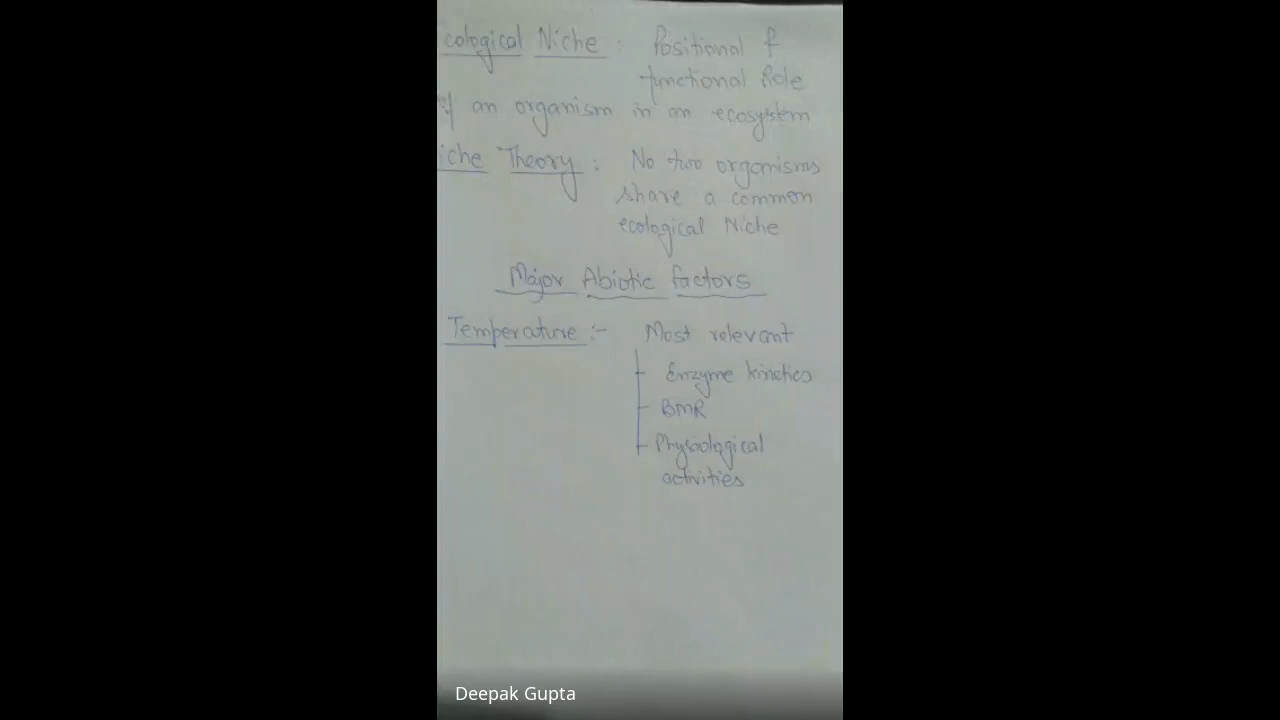 cological Niche : Positional &
functional Role
of an organism in an ecosystem
iche Theory : No two organisms
share a common
ecological Niche
Major Abiotic factors
Temperature :- Most relevant
Enzyme kinetics
BMR
Physiological
activities
Deepak Gupta